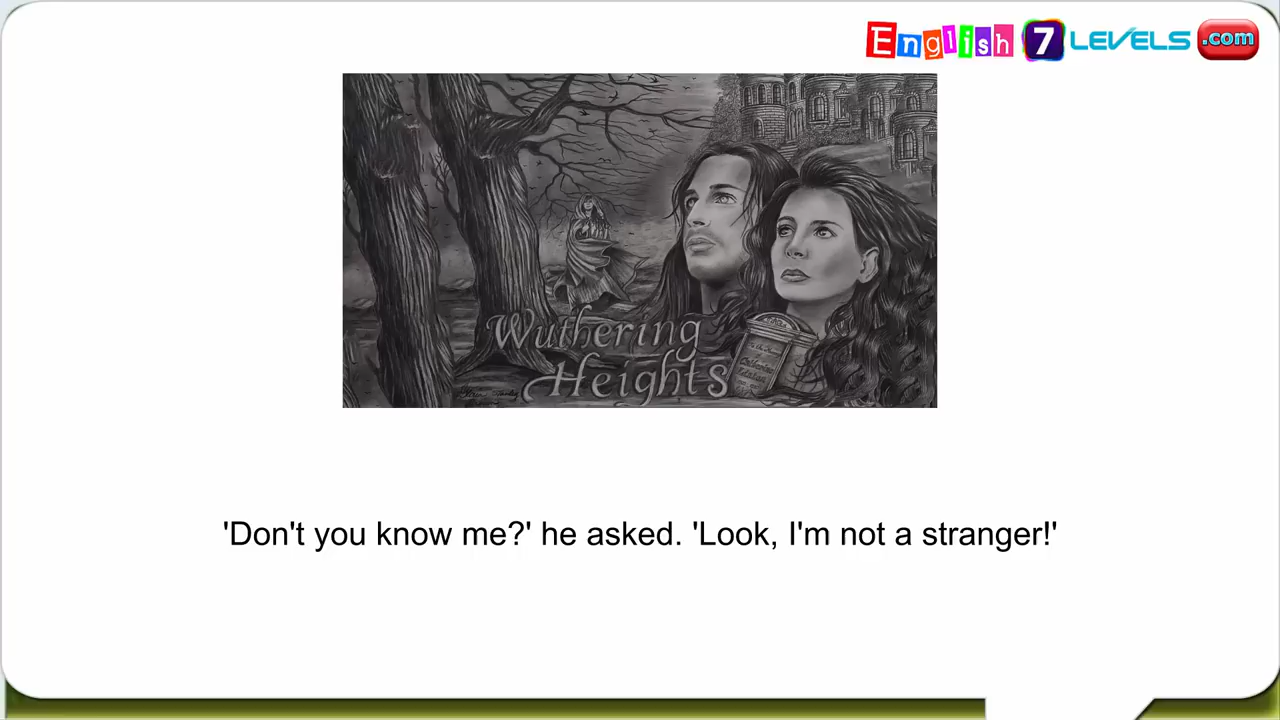 English 7 LEVELS .com
Wuthering
Heights
'Don't you know me?' he asked. 'Look, I'm not a stranger!'